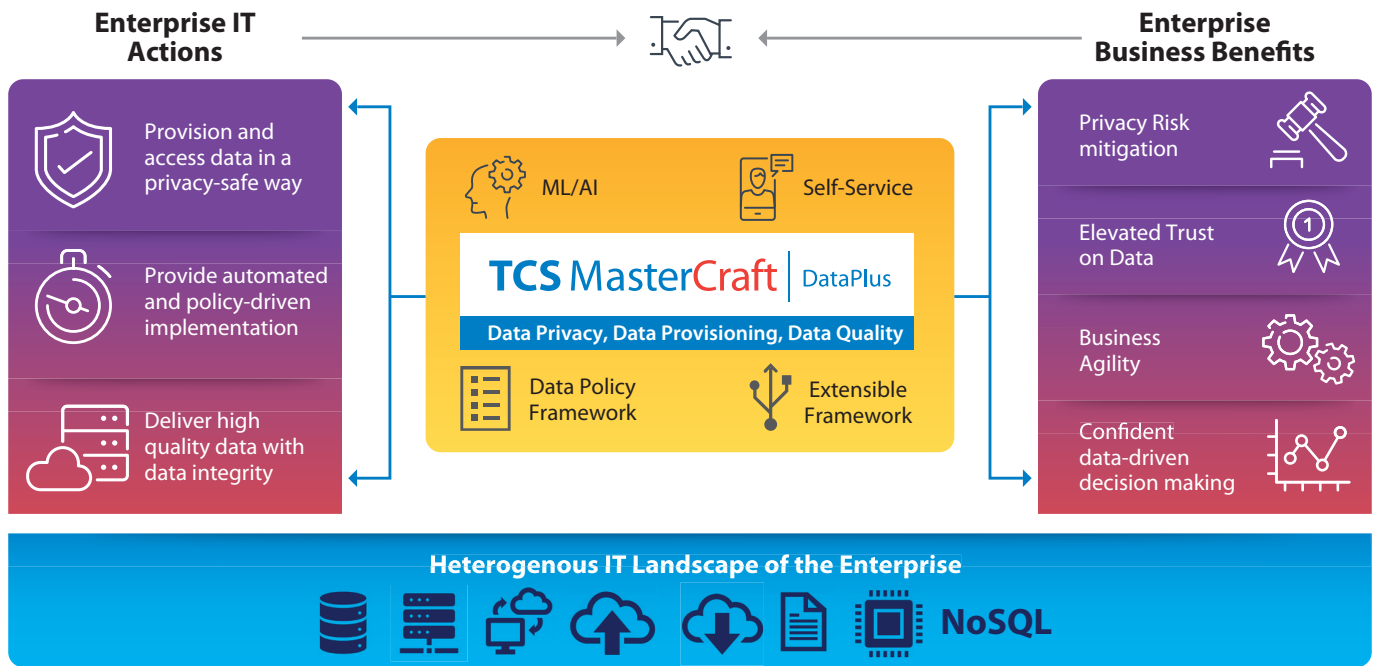 Enterprise IT
Actions
Enterprise
Business Benefits
Provision and
access data in a
privacy-safe way
Provide automated
and policy-driven
implementation
Deliver high
quality data with
data integrity
ML/AI
Self-Service
TCS MasterCraft DataPlus
Data Privacy, Data Provisioning, Data Quality
Data Policy
Framework
Extensible
Framework
Privacy Risk
mitigation
Elevated Trust
on Data
1
Business
Agility
Confident
data-driven
decision making
Heterogenous IT Landscape of the Enterprise
NoSQL